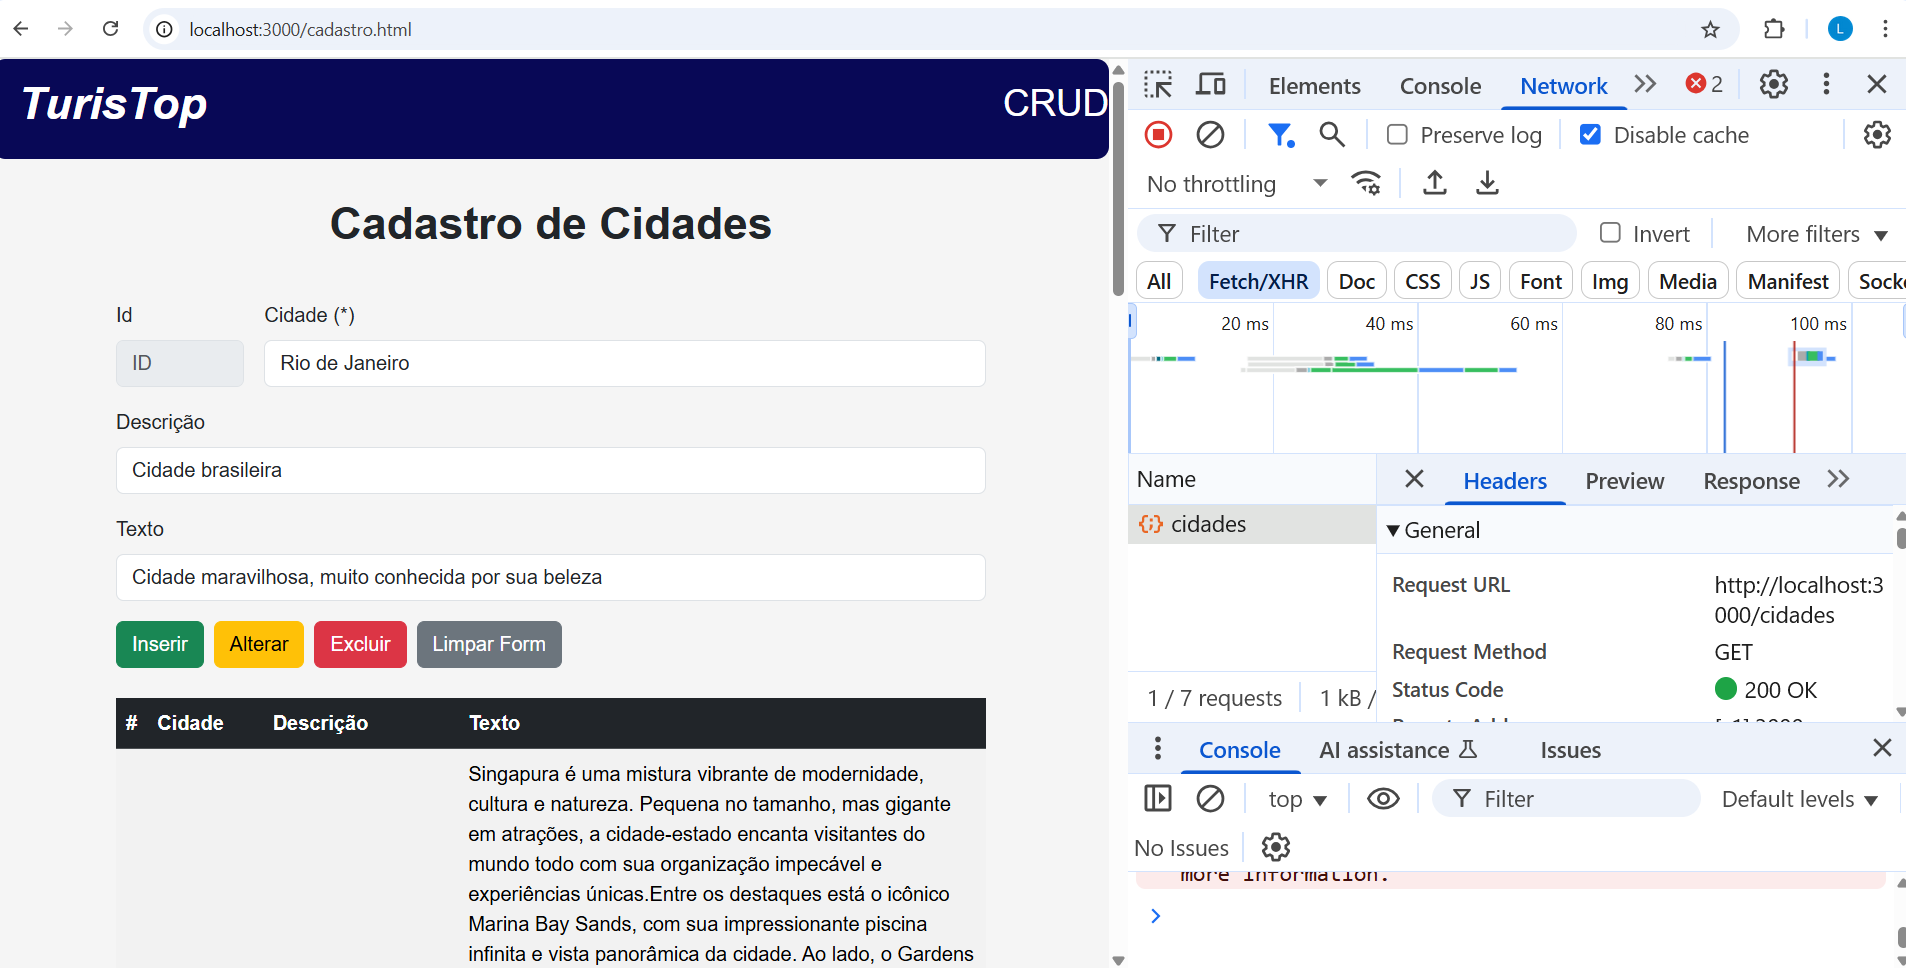 localhost:3000/cadastro.html
L
TurisTop
CRUD
Cadastro de Cidades
Id
Cidade (*)
ID
Rio de Janeiro
Descrição
Cidade brasileira
Texto
Cidade maravilhosa, muito conhecida por sua beleza
Inserir Alterar Excluir Limpar Form
# Cidade Descrição Texto
Singapura é uma mistura vibrante de modernidade,
cultura e natureza. Pequena no tamanho, mas gigante
em atrações, a cidade-estado encanta visitantes do
mundo todo com sua organização impecável e
experiências únicas.Entre os destaques está o icônico
Marina Bay Sands, com sua impressionante piscina
infinita e vista panorâmica da cidade. Ao lado, o Gardens
Elements Console Network 2
Preserve log Disable cache
No throttling
Filter Invert More filters
All Fetch/XHR Doc CSS JS Font Img Media Manifest
20 ms 40 ms 60 ms 80 ms 100 ms
Name
Headers Preview Response
cidades
General
Request URL
http://localhost:3
000/cidades
Request Method GET
Status Code 200 OK
1 / 7 requests 1 kB /
Console AI assistance Issues
top Filter Default levels
No Issues
more information.